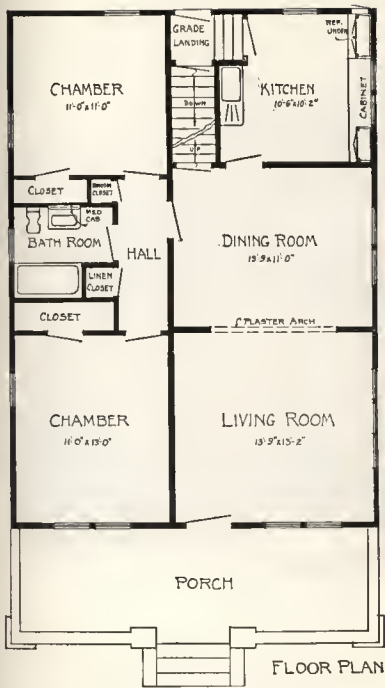 GRADE
LANDING
REF.
UNDER
CHAMBER
11'-0" x 11'-0"
KITCHEN
10'-6" x 10'-2"
DOWN
UP
CABINET
CLOSET
BROOM
CLOSET
MED
CAB
BATH ROOM
HALL
DINING ROOM
13'-9" x 11'-0"
LINEN
CLOSET
CLOSET
PLASTER ARCH
CHAMBER
11'-0" x 13'-0"
LIVING ROOM
13'-9" x 13'-2"
PORCH
FLOOR PLAN